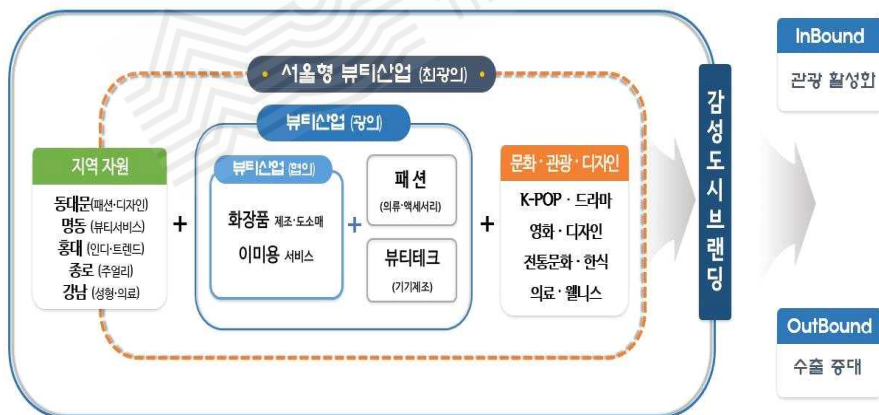 서울형 뷰티산업 (최광의)
뷰티산업 (광의)
지역 자원
동대문(패션·디자인)
명동 (뷰티서비스)
홍대 (인디·트렌드)
종로 (주얼리)
강남 (성형·의료)
+
뷰티산업 (협의)
화장품 제조·도소매
이미용 서비스
+
패션
(의류·액세서리)
뷰티테크
(기기제조)
+
문화·관광·디자인
K-POP · 드라마
영화 · 디자인
전통문화 · 한식
의료 · 웰니스
감성도시브랜딩
InBound
관광 활성화
OutBound
수출 증대